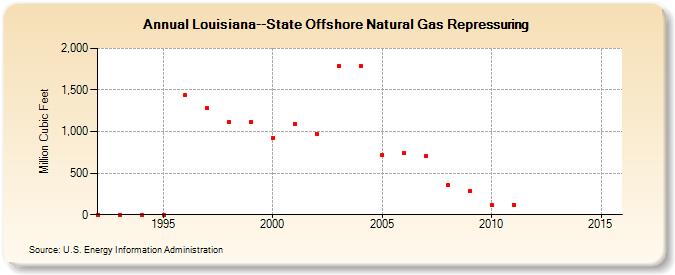 Annual Louisiana--State Offshore Natural Gas Repressuring
Million Cubic Feet
2,000
1,500
1,000
500
0
1995 2000 2005 2010 2015
Source: U.S. Energy Information Administration